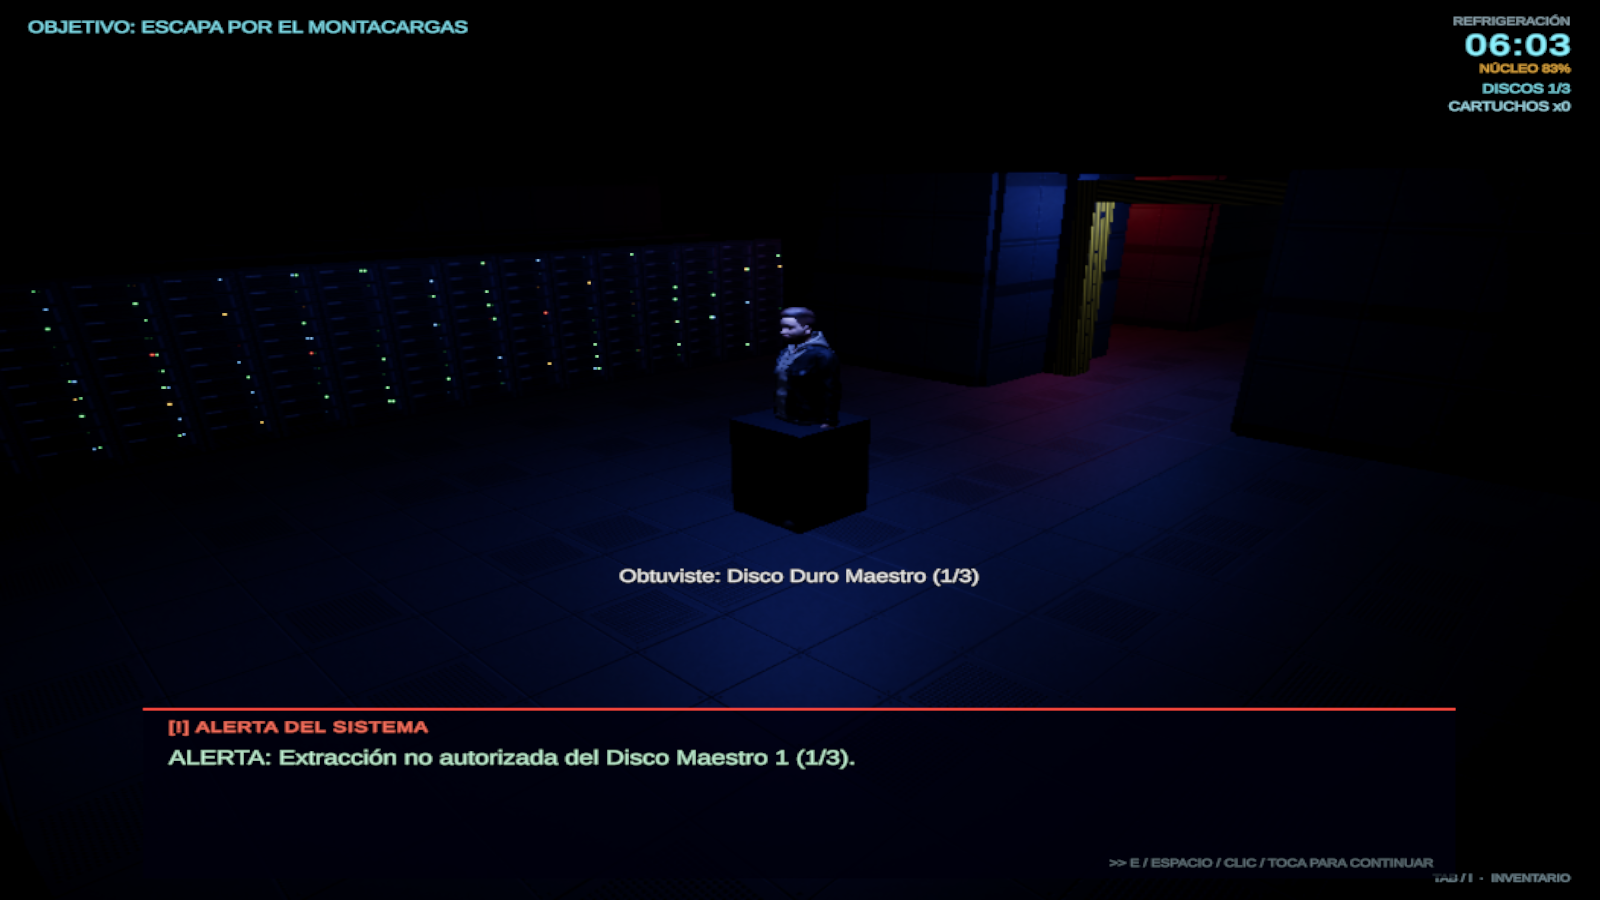 OBJETIVO: ESCAPA POR EL MONTACARGAS
REFRIGERACIÓN
06:03
NÚCLEO 83%
DISCOS 1/3
CARTUCHOS x0
Obtuviste: Disco Duro Maestro (1/3)
[!] ALERTA DEL SISTEMA
ALERTA: Extracción no autorizada del Disco Maestro 1 (1/3).
>> E / ESPACIO / CLIC / TOCA PARA CONTINUAR
TAB / I · INVENTARIO